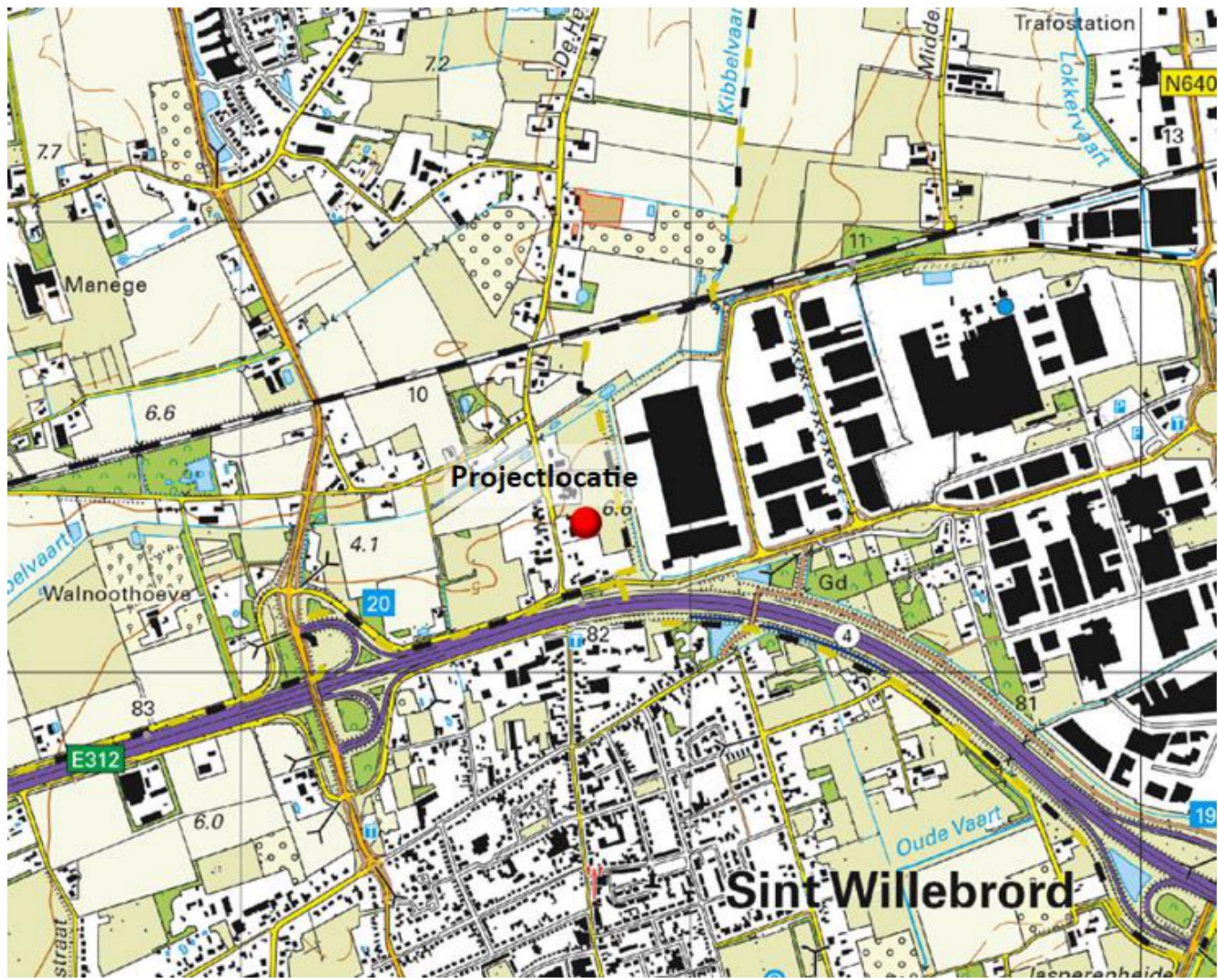 Trafostation
De He
Kibbelvaar
Midde
Lokkervaart
N640
7.2
13
7.7
11
Manege
10
6.6
Projectlocatie
6.6
4.1
5
belvaart
Walnoothoeve
20
Gd
82
4
83
81
E312
6.0
19
Oude Vaart
Sint Willebrord
straat